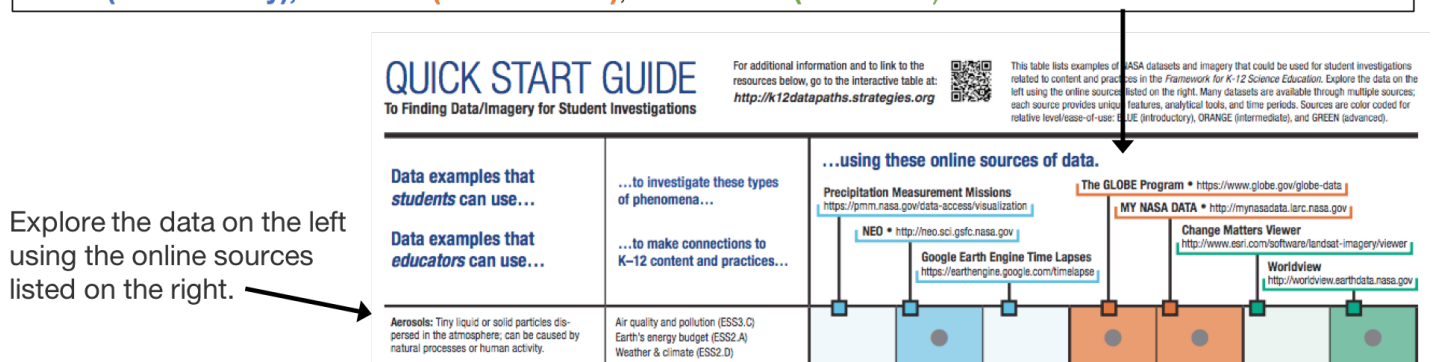 QUICK START GUIDE
To Finding Data/Imagery for Student Investigations
For additional information and to link to the
resources below, go to the interactive table at:
http://k12datapaths.strategies.org
This table lists examples of NASA datasets and imagery that could be used for student investigations
related to content and practices in the Framework for K-12 Science Education. Explore the data on the
left using the online sources listed on the right. Many datasets are available through multiple sources;
each source provides unique features, analytical tools, and time periods. Sources are color coded for
relative level/ease-of-use: BLUE (introductory), ORANGE (intermediate), and GREEN (advanced).
Explore the data on the left
using the online sources
listed on the right.
Data examples that
students can use…
Data examples that
educators can use…
…to investigate these types
of phenomena…
…to make connections to
K–12 content and practices…
…using these online sources of data.
Precipitation Measurement Missions
https://pmm.nasa.gov/data-access/visualization
NEO • http://neo.sci.gsfc.nasa.gov
Google Earth Engine Time Lapses
https://earthengine.google.com/timelapse
The GLOBE Program • https://www.globe.gov/globe-data
MY NASA DATA • http://mynasadata.larc.nasa.gov
Change Matters Viewer
http://www.esri.com/software/landsat-imagery/viewer
Worldview
http://worldview.earthdata.nasa.gov
Aerosols: Tiny liquid or solid particles dis-
persed in the atmosphere; can be caused by
natural processes or human activity.
Air quality and pollution (ESS3.C)
Earth's energy budget (ESS2.A)
Weather & climate (ESS2.D)